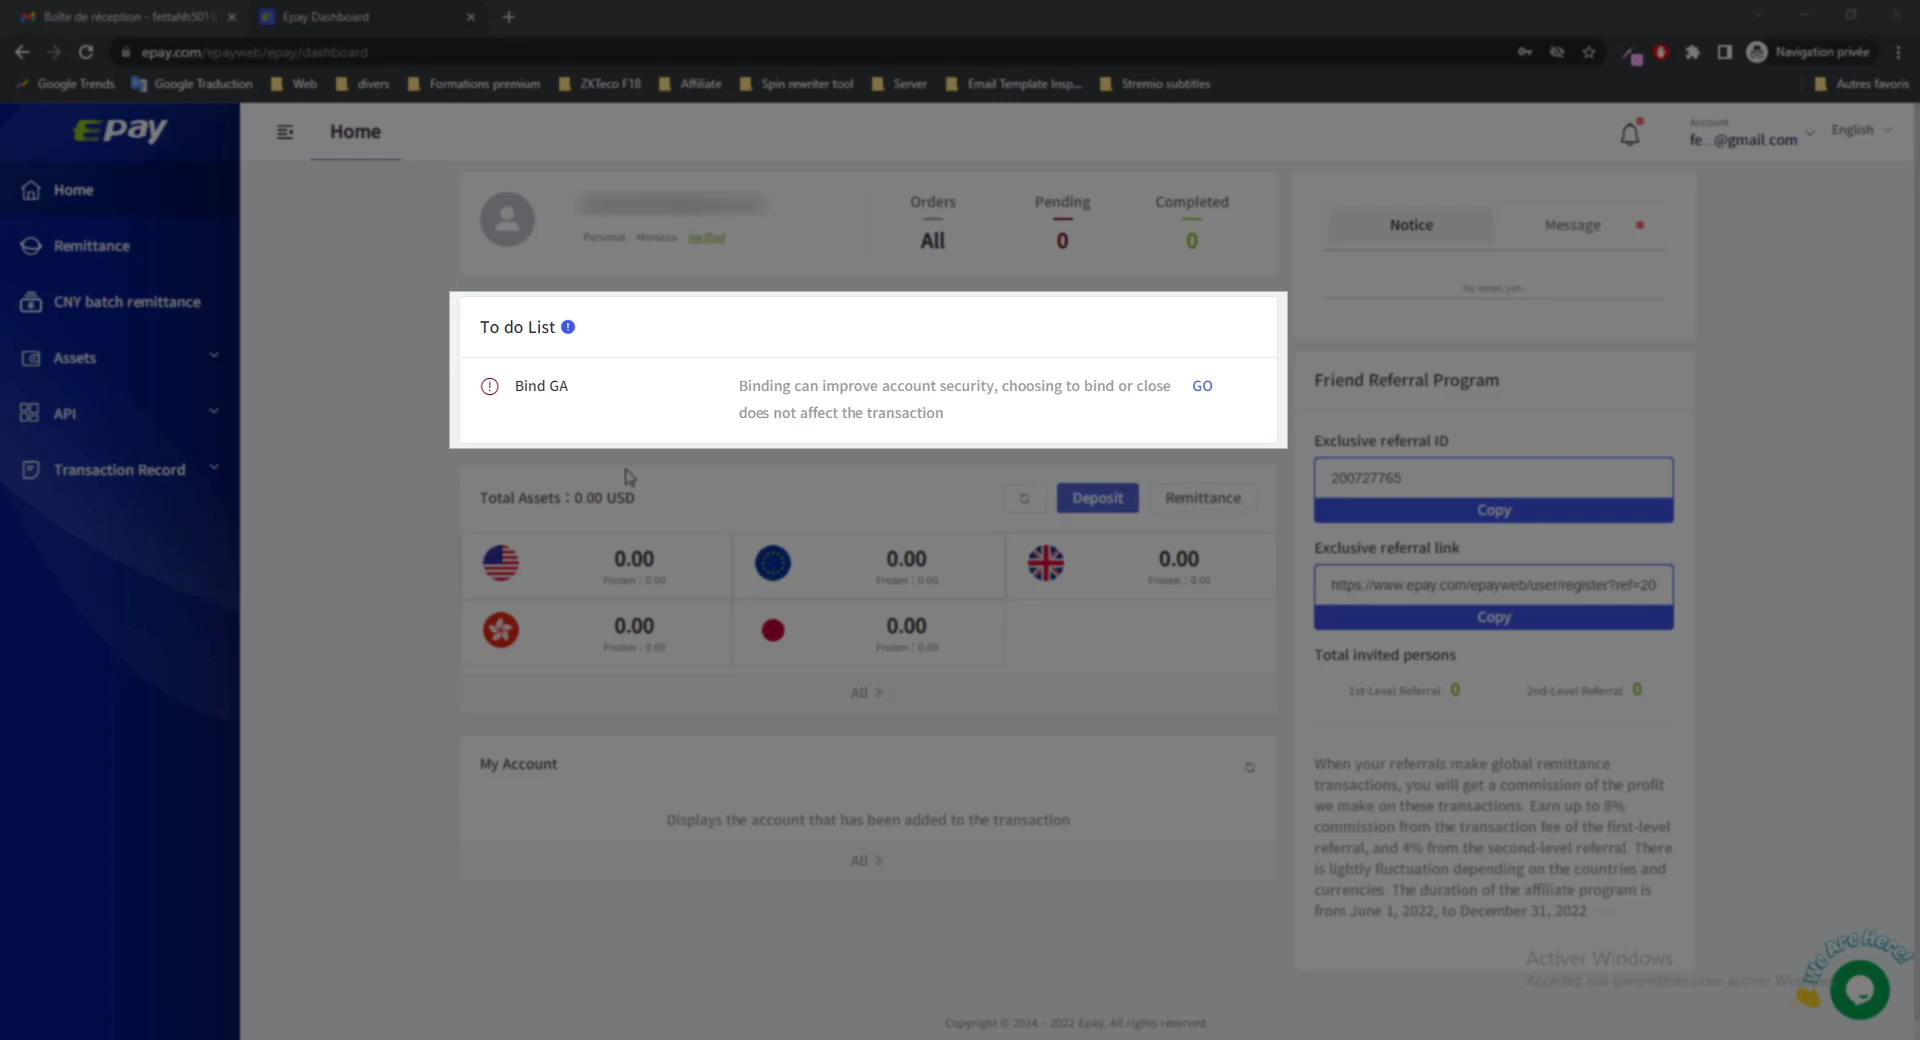 Boîte de réception - fettahh501@
Epay Dashboard
epay.com/epayweb/epay/dashboard
Navigation privée
Google Trends
Google Traduction
Web
divers
Formations premium
ZKTeco F18
Affiliate
Spin rewriter tool
Server
Email Template Insp...
Stremio subtitles
Autres favoris
Epay
Home
Account
fe...@gmail.com
English
Home
Remittance
CNY batch remittance
Assets
API
Transaction Record
Personal Morocco Verified
Orders
All
Pending
0
Completed
0
Notice
Message
No news yet~
To do List
Bind GA
Binding can improve account security, choosing to bind or close
does not affect the transaction
GO
Total Assets : 0.00 USD
Deposit
Remittance
0.00
Frozen : 0.00
0.00
Frozen : 0.00
0.00
Frozen : 0.00
0.00
Frozen : 0.00
0.00
Frozen : 0.00
All »
My Account
Displays the account that has been added to the transaction
All »
Friend Referral Program
Exclusive referral ID
200727765
Copy
Exclusive referral link
https://www.epay.com/epayweb/user/register?ref=20
Copy
Total invited persons
1st-Level Referral 0
2nd-Level Referral 0
When your referrals make global remittance
transactions, you will get a commission of the profit
we make on these transactions. Earn up to 8%
commission from the transaction fee of the first-level
referral, and 4% from the second-level referral. There
is lightly fluctuation depending on the countries and
currencies. The duration of the affiliate program is
from June 1, 2022, to December 31, 2022
Activer Windows
Accédez aux paramètres pour activer
We Are Here!
Copyright © 2014 - 2022 Epay. All rights reserved.